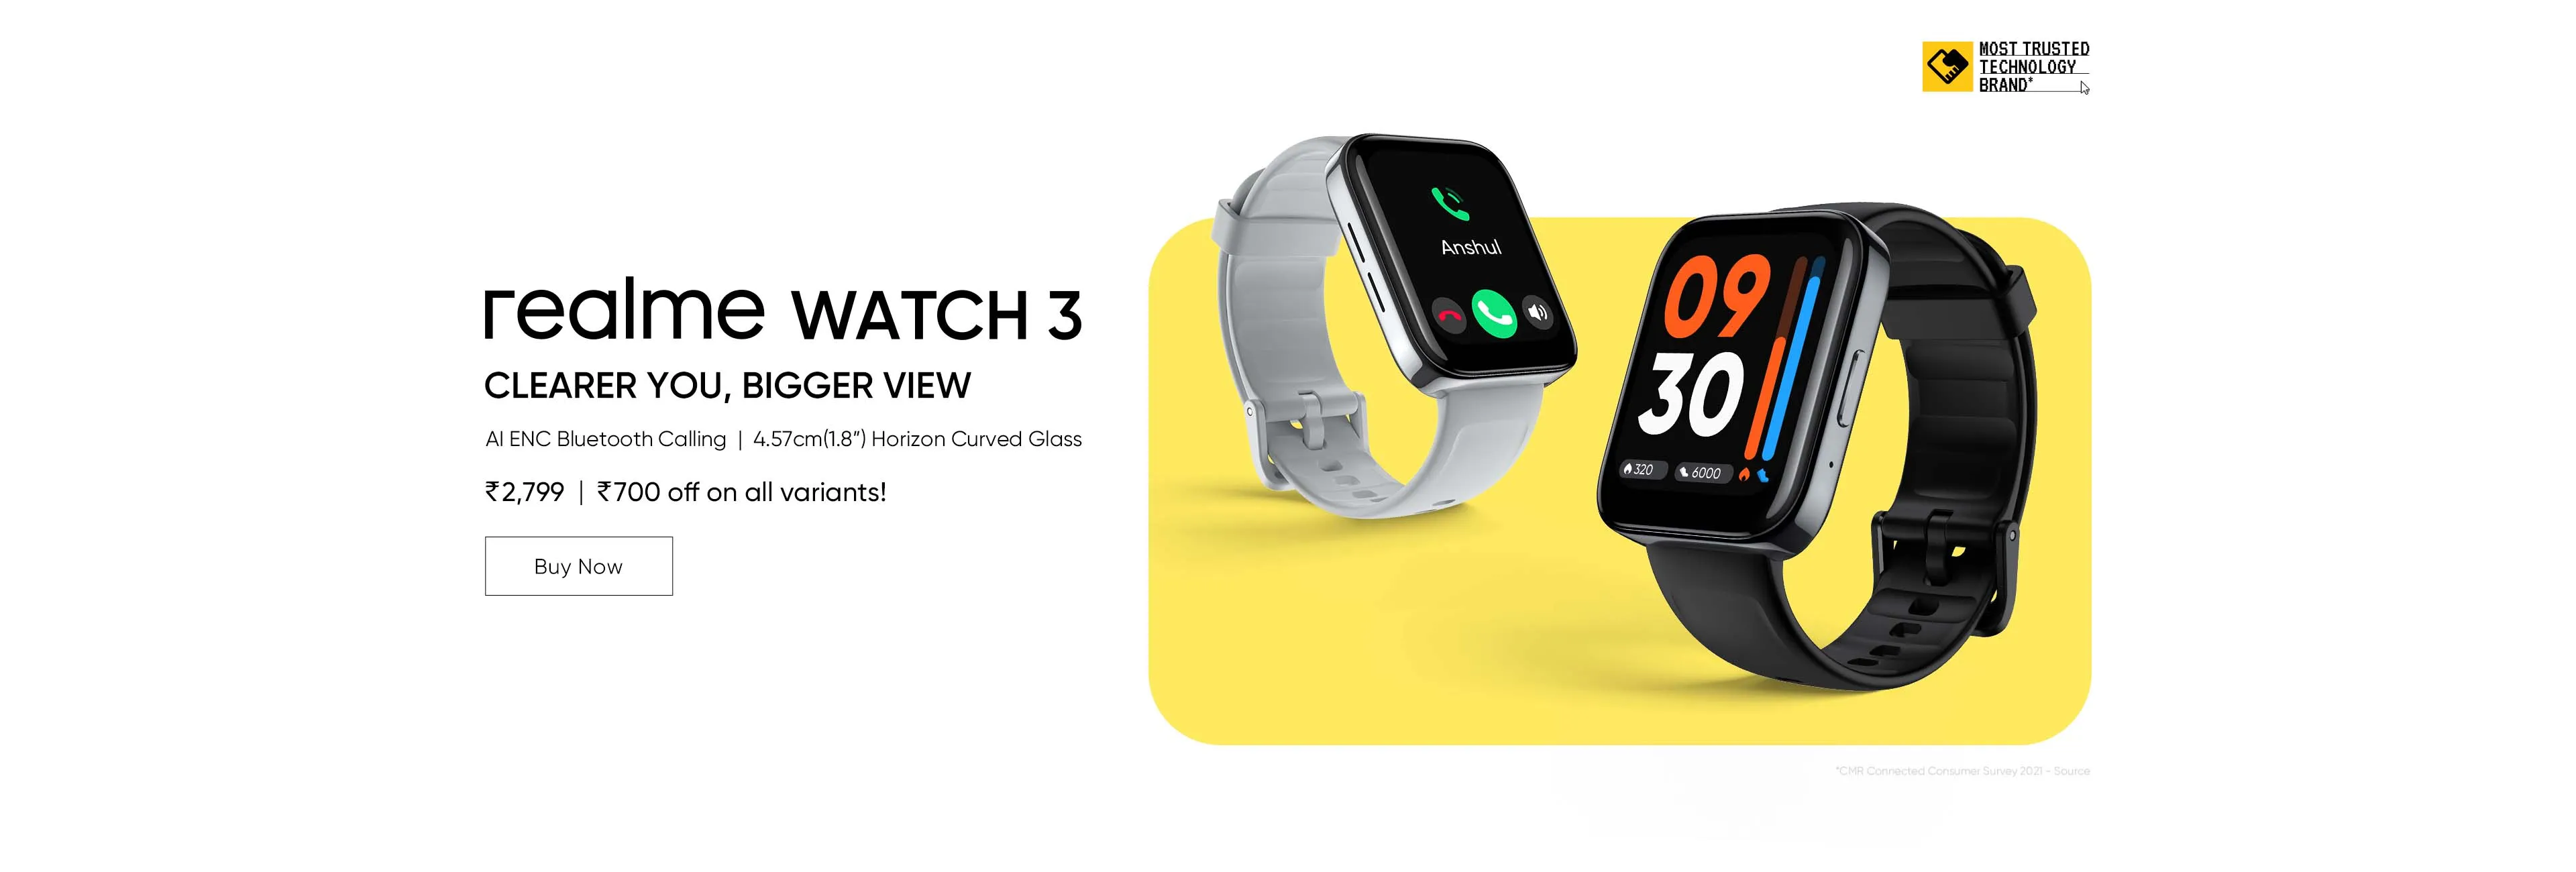 MOST TRUSTED
TECHNOLOGY
BRAND*
realme WATCH 3
CLEARER YOU, BIGGER VIEW
AI ENC Bluetooth Calling | 4.57cm(1.8”) Horizon Curved Glass
₹2,799 | ₹700 off on all variants!
Buy Now
Anshul
09
30
320 6000
*CMR Connected Consumer Survey 2021 - Source